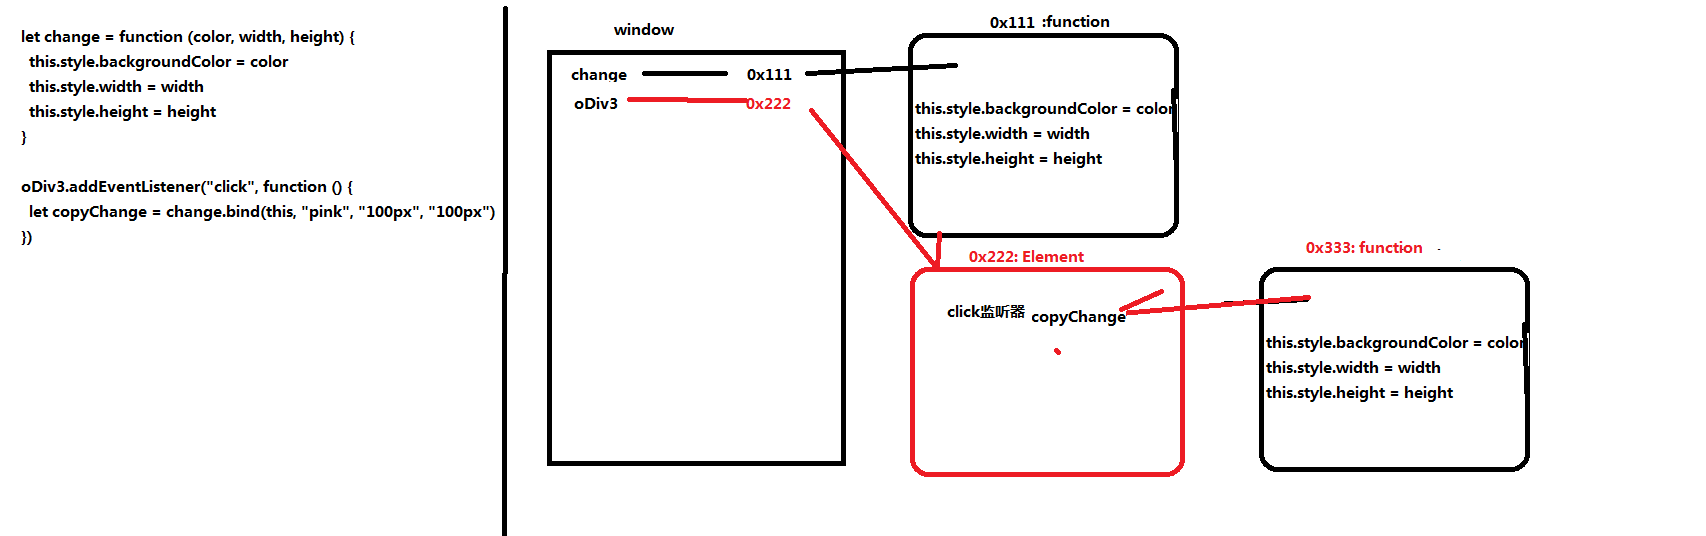 let change = function (color, width, height) {
this.style.backgroundColor = color
this.style.width = width
this.style.height = height
}
oDiv3.addEventListener("click", function () {
let copyChange = change.bind(this, "pink", "100px", "100px")
})
window
change 0x111
oDiv3 0x222
0x111 :function
this.style.backgroundColor = color
this.style.width = width
this.style.height = height
0x222: Element
click监听器 copyChange
0x333: function
this.style.backgroundColor = color
this.style.width = width
this.style.height = height